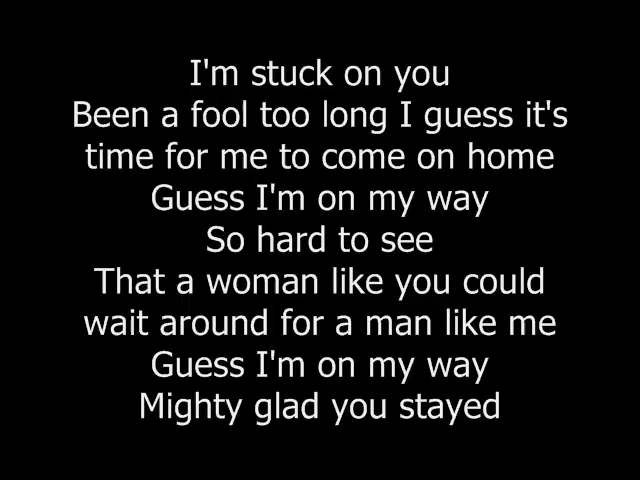 I'm stuck on you
Been a fool too long I guess it's
time for me to come on home
Guess I'm on my way
So hard to see
That a woman like you could
wait around for a man like me
Guess I'm on my way
Mighty glad you stayed